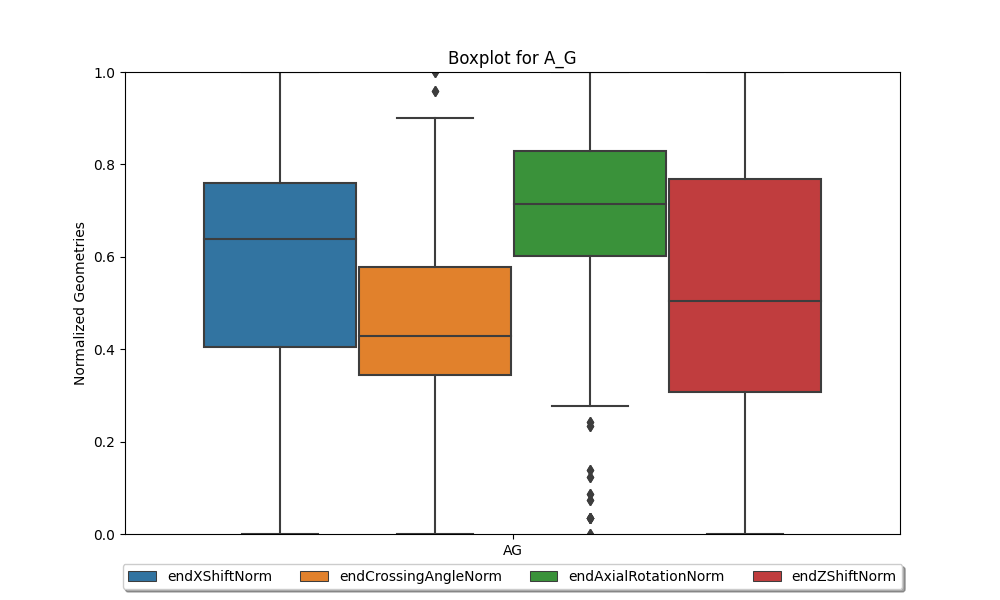 Boxplot for A_G
1.0
0.8
0.6
0.4
0.2
0.0
Normalized Geometries
AG
endXShiftNorm endCrossingAngleNorm endAxialRotationNorm endZShiftNorm